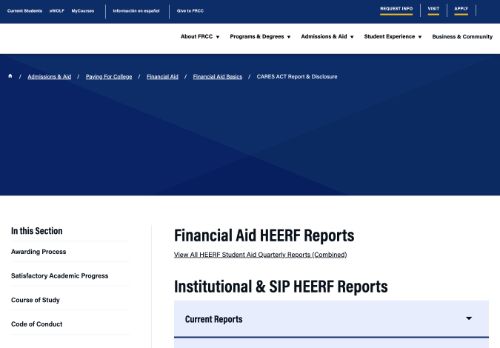 Current Students eWOLF MyCourses Información en español Give to FRCC REQUEST INFO VISIT APPLY
About FRCC ▼ Programs & Degrees ▼ Admissions & Aid ▼ Student Experience ▼ Business & Community
/ Admissions & Aid / Paying For College / Financial Aid / Financial Aid Basics / CARES ACT Report & Disclosure
In this Section
Awarding Process
Satisfactory Academic Progress
Course of Study
Code of Conduct
Financial Aid HEERF Reports
View All HEERF Student Aid Quarterly Reports (Combined)
Institutional & SIP HEERF Reports
Current Reports